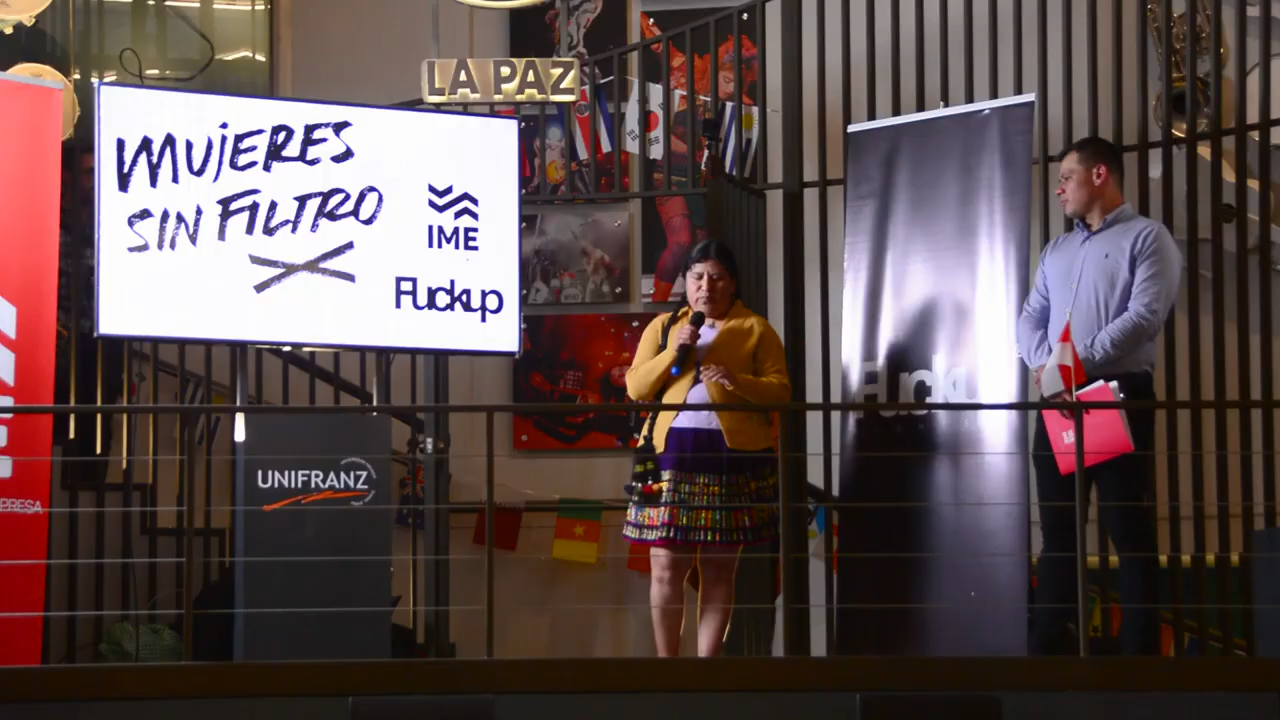 LA PAZ
MUJERES
SIN FILTRO
IME
Fuckup
UNIFRANZ
PRESA